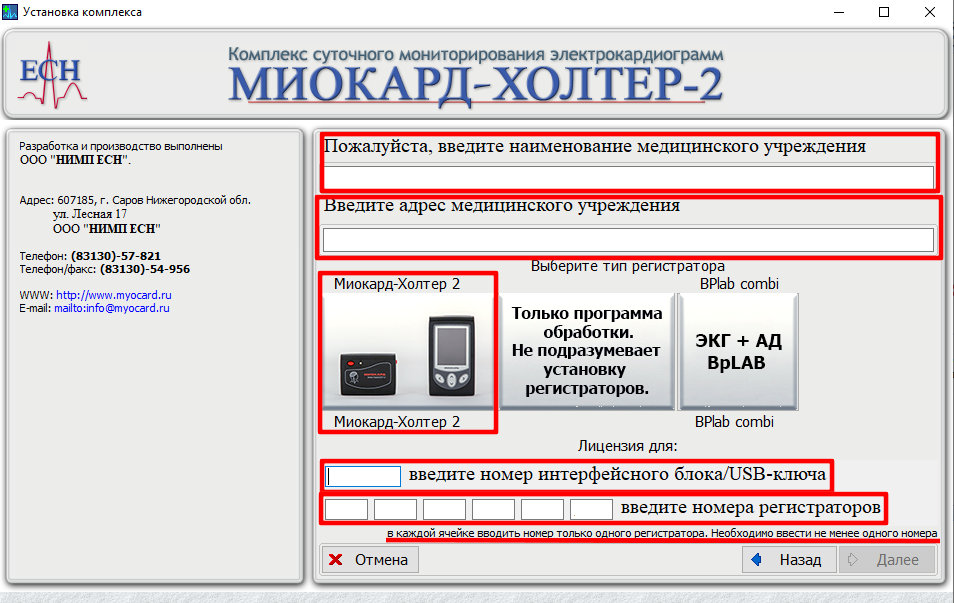 Установка комплекса
ECH
Комплекс суточного мониторирования электрокардиограмм
МИОКАРД-ХОЛТЕР-2
Разработка и производство выполнены
ООО "НИМП ЕСН".
Адрес: 607185, г. Саров Нижегородской обл.
ул. Лесная 17
ООО "НИМП ЕСН"
Телефон: (83130)-57-821
Телефон/факс: (83130)-54-956
WWW: http://www.myocard.ru
E-mail: mailto:info@myocard.ru
Пожалуйста, введите наименование медицинского учреждения
Введите адрес медицинского учреждения
Выберите тип регистратора
Миокард-Холтер 2
BPlab combi
Только программа
обработки.
Не подразумевает
установку
регистраторов.
ЭКГ + АД
BpLAB
Миокард-Холтер 2
BPlab combi
Лицензия для:
введите номер интерфейсного блока/USB-ключа
введите номера регистраторов
в каждой ячейке вводить номер только одного регистратора. Необходимо ввести не менее одного номера
Отмена
Назад
Далее